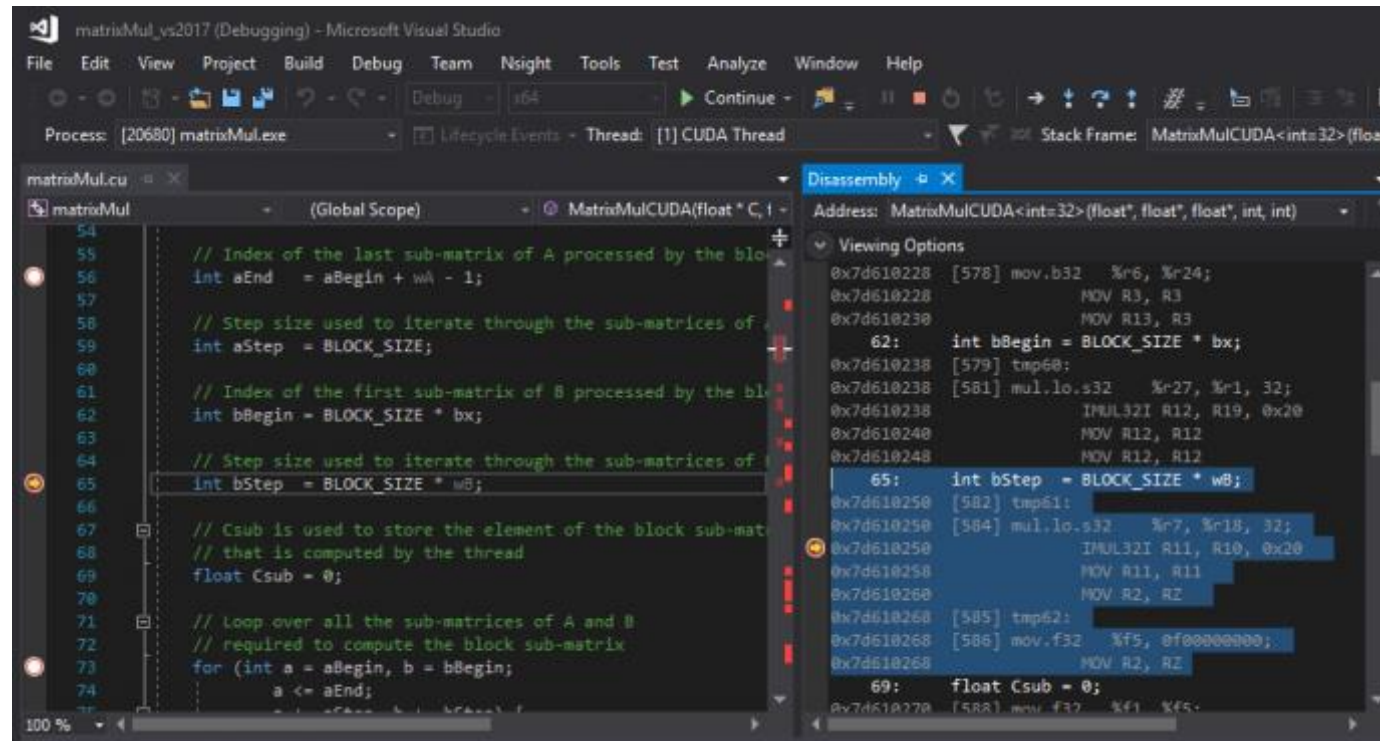 matrixMul_vs2017 (Debugging) - Microsoft Visual Studio
File Edit View Project Build Debug Team Nsight Tools Test Analyze Window Help
Debug x64 Continue
Process: [20680] matrixMul.exe Lifecycle Events Thread: [1] CUDA Thread Stack Frame: MatrixMulCUDA<int=32>(floa
matrixMul.cu
matrixMul (Global Scope) MatrixMulCUDA(float * C, f
54
55 // Index of the last sub-matrix of A processed by the blo
56 int aEnd = aBegin + wA - 1;
57
58 // Step size used to iterate through the sub-matrices of
59 int aStep = BLOCK_SIZE;
60
61 // Index of the first sub-matrix of B processed by the bl
62 int bBegin = BLOCK_SIZE * bx;
63
64 // Step size used to iterate through the sub-matrices of
65 int bStep = BLOCK_SIZE * wB;
66
67 // Csub is used to store the element of the block sub-mat
68 // that is computed by the thread
69 float Csub = 0;
70
71 // Loop over all the sub-matrices of A and B
72 // required to compute the block sub-matrix
73 for (int a = aBegin, b = bBegin;
74 a <= aEnd;
100 %
Disassembly
Address: MatrixMulCUDA<int=32>(float*, float*, float*, int, int)
Viewing Options
0x7d610228 [578] mov.b32 %r6, %r24;
0x7d610228 MOV R3, R3
0x7d610230 MOV R13, R3
62: int bBegin = BLOCK_SIZE * bx;
0x7d610238 [579] tmp60:
0x7d610238 [581] mul.lo.s32 %r27, %r1, 32;
0x7d610238 IMUL32I R12, R19, 0x20
0x7d610240 MOV R12, R12
0x7d610248 MOV R12, R12
65: int bStep = BLOCK_SIZE * wB;
0x7d610250 [582] tmp61:
0x7d610250 [584] mul.lo.s32 %r7, %r18, 32;
0x7d610250 IMUL32I R11, R10, 0x20
0x7d610258 MOV R11, R11
0x7d610260 MOV R2, RZ
0x7d610268 [585] tmp62:
0x7d610268 [586] mov.f32 %f5, 0f00000000;
0x7d610268 MOV R2, RZ
69: float Csub = 0;
0x7d610270 [588] mov.f32 %f1, %f5;